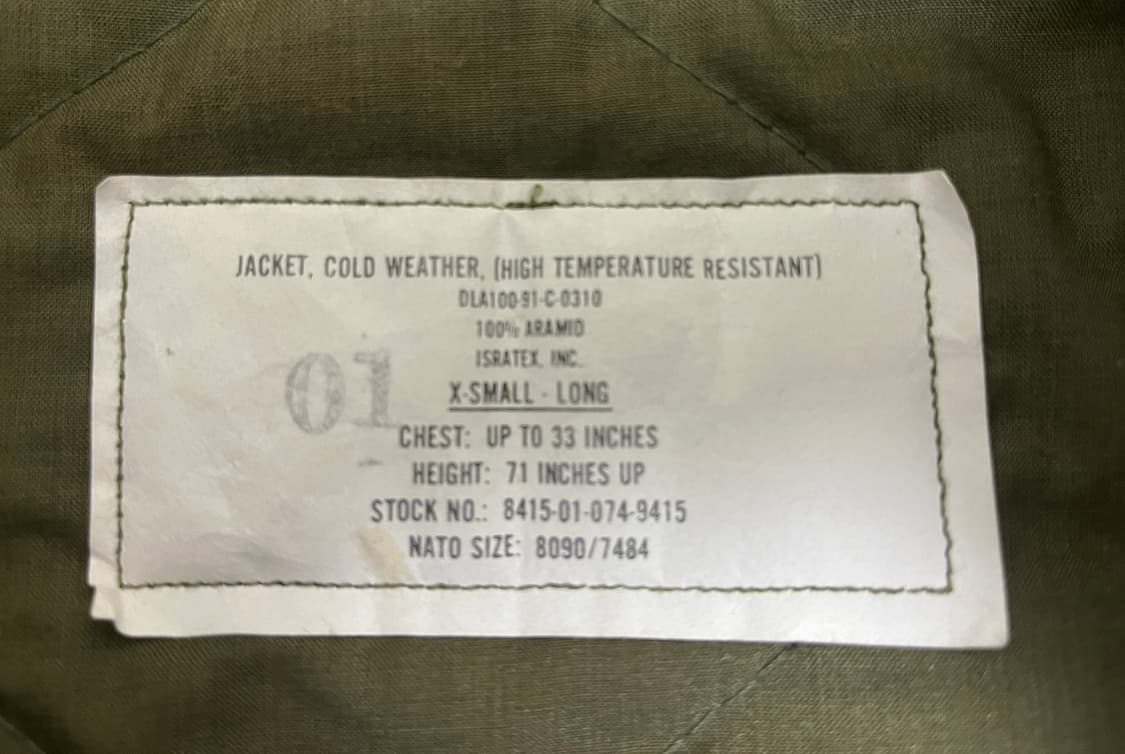 JACKET, COLD WEATHER, (HIGH TEMPERATURE RESISTANT)
DLA100-91-C-0310
100% ARAMID
ISRATEX, INC.
01
X-SMALL - LONG
CHEST: UP TO 33 INCHES
HEIGHT: 71 INCHES UP
STOCK NO.: 8415-01-074-9415
NATO SIZE: 8090/7484